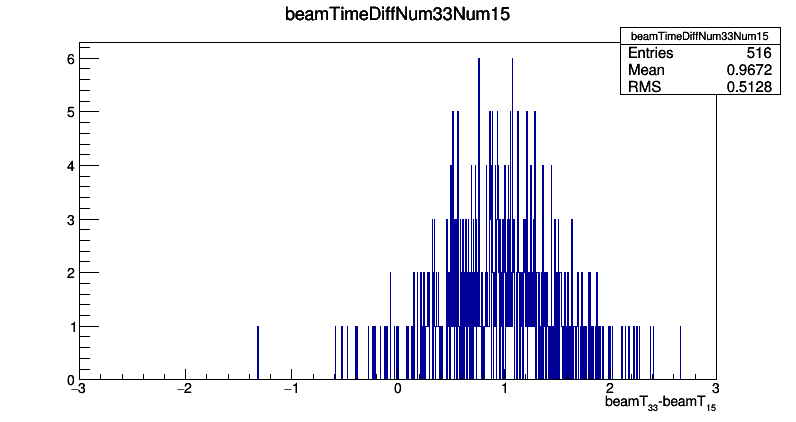 beamTimeDiffNum33Num15
beamTimeDiffNum33Num15
Entries 516
Mean 0.9672
RMS 0.5128
6
5
4
3
2
1
0
−3 −2 −1 0 1 2 3
beamT33-beamT15